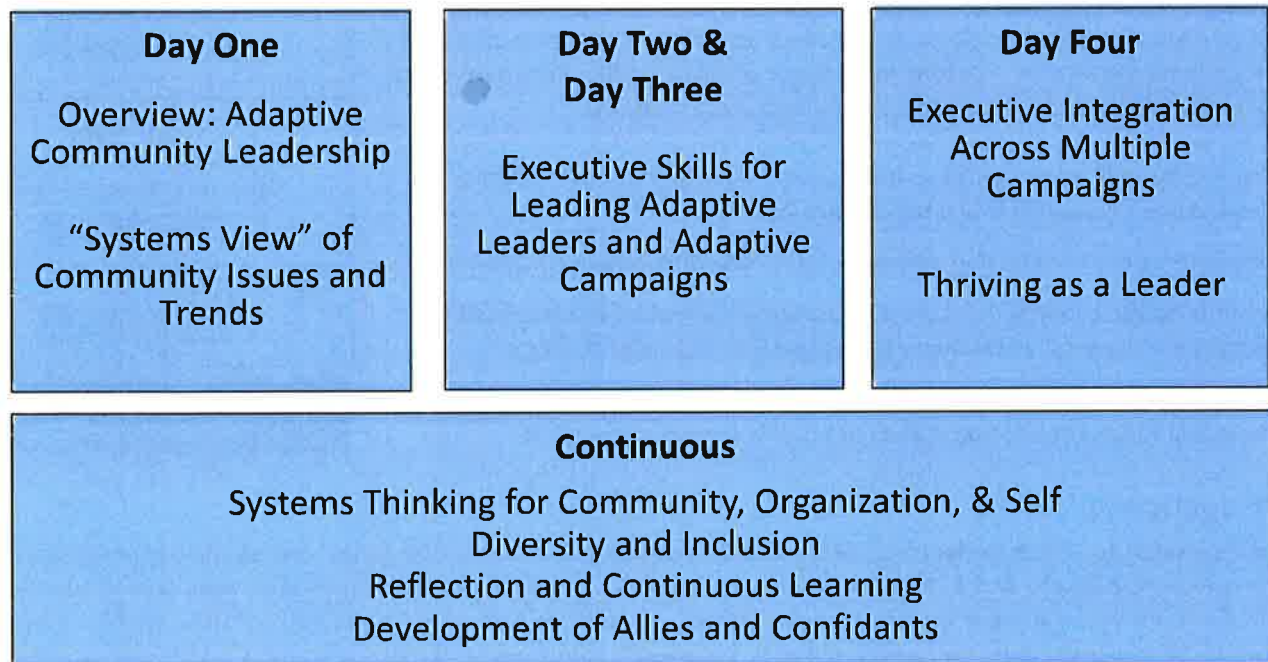 Day One
Overview: Adaptive
Community Leadership
“Systems View” of
Community Issues and
Trends
Day Two &
Day Three
Executive Skills for
Leading Adaptive
Leaders and Adaptive
Campaigns
Day Four
Executive Integration
Across Multiple
Campaigns
Thriving as a Leader
Continuous
Systems Thinking for Community, Organization, & Self
Diversity and Inclusion
Reflection and Continuous Learning
Development of Allies and Confidants